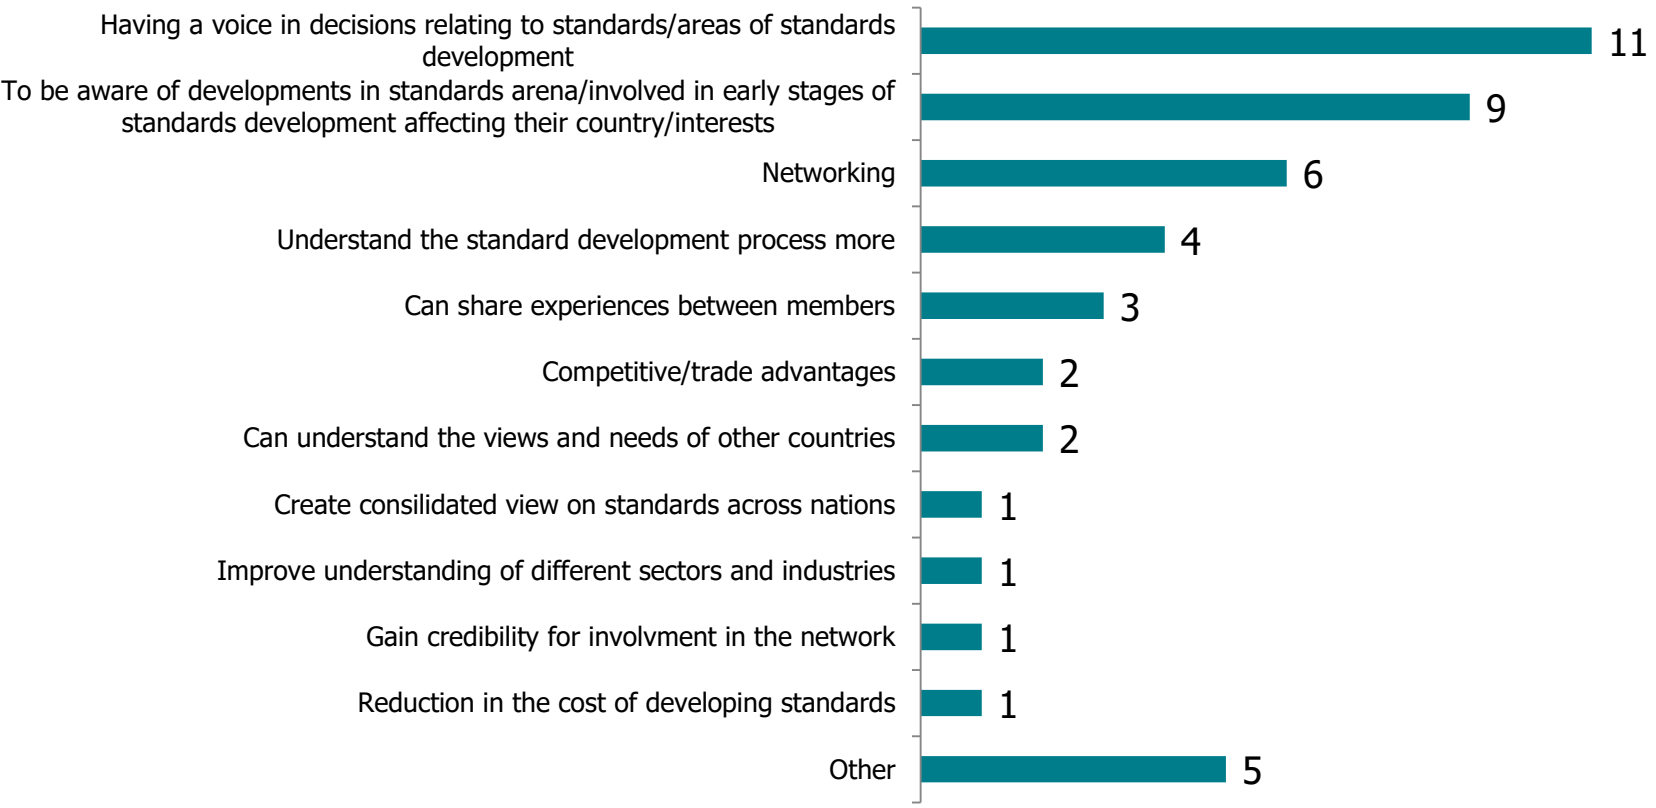 Having a voice in decisions relating to standards/areas of standards
development
11
To be aware of developments in standards arena/involved in early stages of
standards development affecting their country/interests
9
Networking
6
Understand the standard development process more
4
Can share experiences between members
3
Competitive/trade advantages
2
Can understand the views and needs of other countries
2
Create consilidated view on standards across nations
1
Improve understanding of different sectors and industries
1
Gain credibility for involvment in the network
1
Reduction in the cost of developing standards
1
Other
5